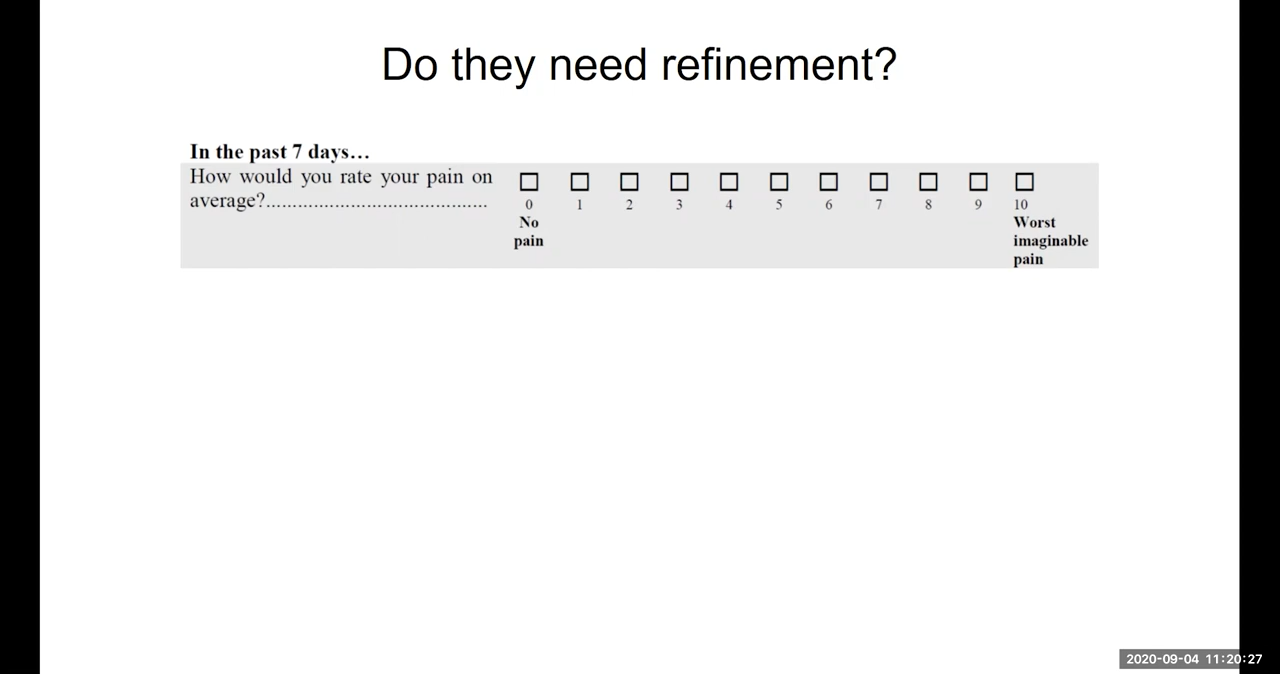 Do they need refinement?
In the past 7 days…
How would you rate your pain on
average?..........................................
0 1 2 3 4 5 6 7 8 9 10
No Worst
pain imaginable
pain
2020-09-04 11:20:27